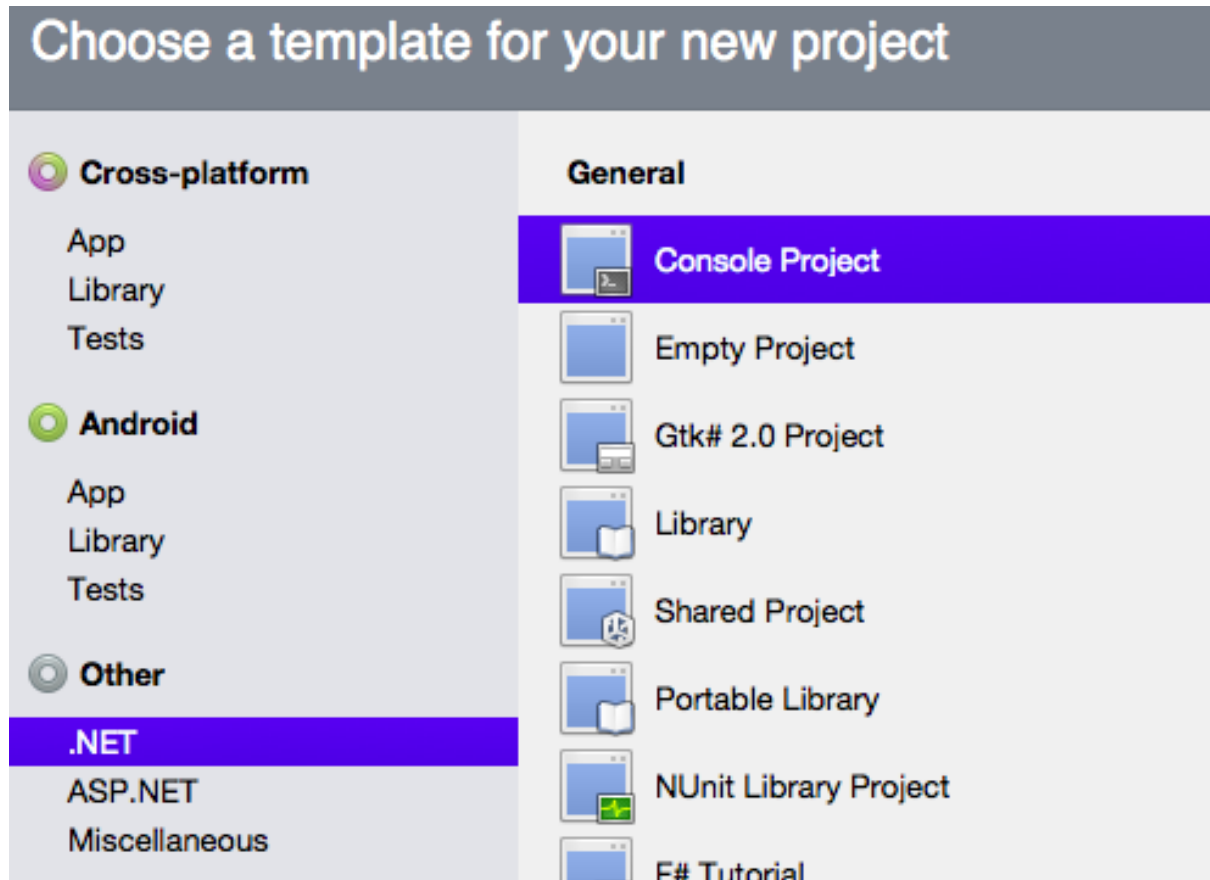 Choose a template for your new project
Cross-platform
App
Library
Tests
Android
App
Library
Tests
Other
.NET
ASP.NET
Miscellaneous
General
Console Project
Empty Project
Gtk# 2.0 Project
Library
Shared Project
Portable Library
NUnit Library Project
F# Tutorial